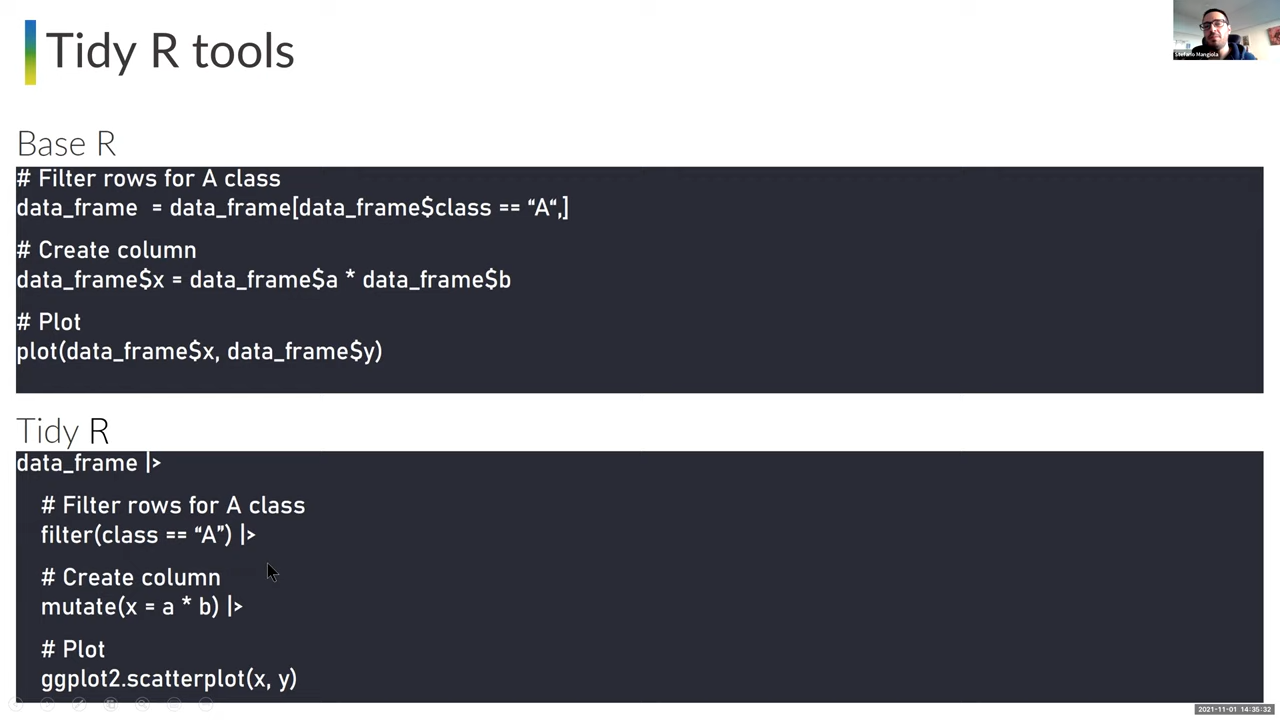 Tidy R tools
Stefano Mangiola
Base R
# Filter rows for A class
data_frame  = data_frame[data_frame$class == “A“,]
# Create column
data_frame$x = data_frame$a * data_frame$b
# Plot
plot(data_frame$x, data_frame$y)
Tidy R
data_frame |>
# Filter rows for A class
filter(class == “A”) |>
# Create column
mutate(x = a * b) |>
# Plot
ggplot2.scatterplot(x, y)
2021-11-01 14:35:32